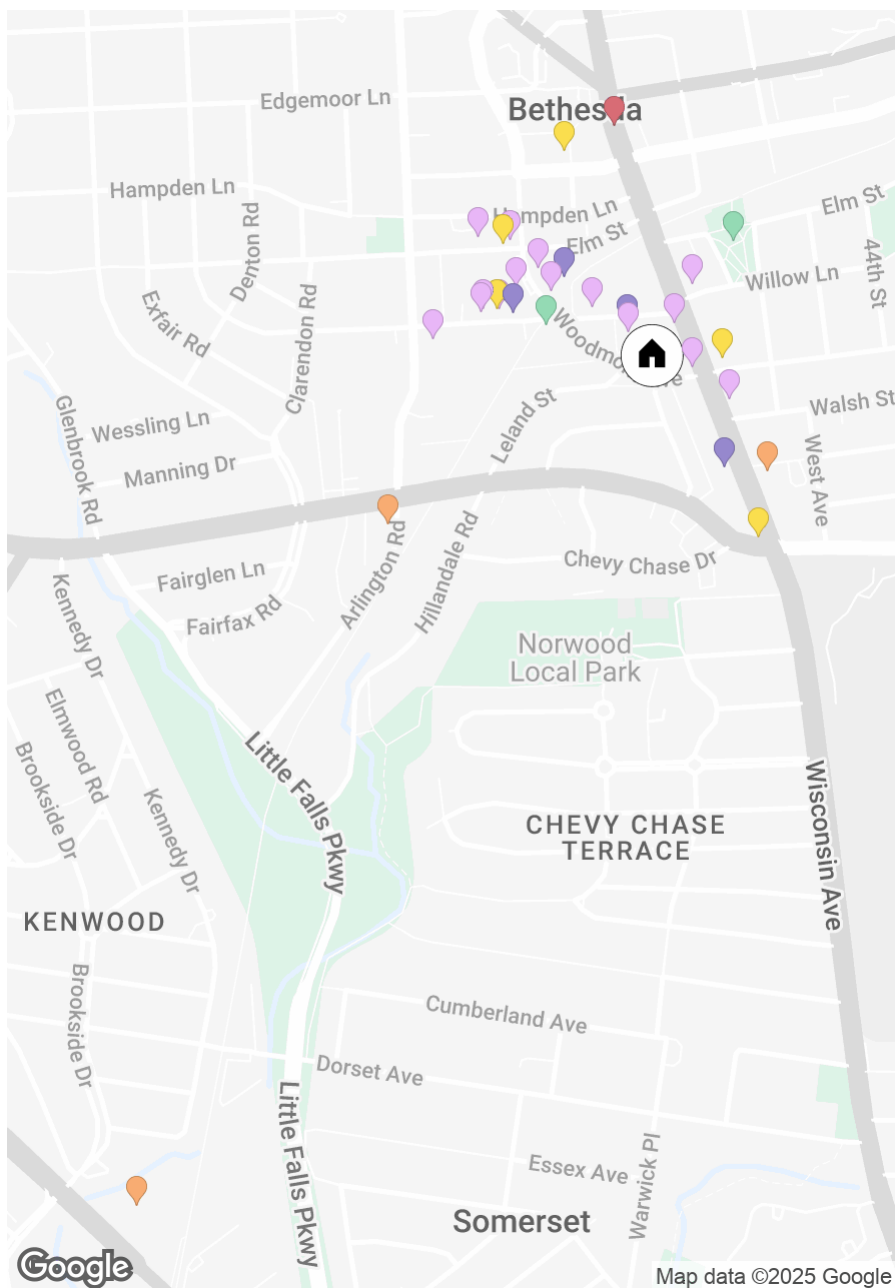 Edgemoor Ln
Bethesda
Hampden Ln
Hampden Ln
Denton Rd
Elm St
Elm St
44th St
Willow Ln
Exfair Rd
Clarendon Rd
Woodmont Ave
Glenbrook Rd
Wessling Ln
Leland St
Walsh St
Manning Dr
West Ave
Fairglen Ln
Arlington Rd
Hillandale Rd
Chevy Chase Dr
Kennedy Dr
Fairfax Rd
Norwood
Local Park
Elmwood Rd
Brookside Dr
Little Falls Pkwy
Kennedy Dr
Wisconsin Ave
CHEVY CHASE
TERRACE
KENWOOD
Brookside Dr
Cumberland Ave
Dorset Ave
Little Falls Pkwy
Essex Ave
Warwick Pl
Somerset
Google
Map data ©2025 Google